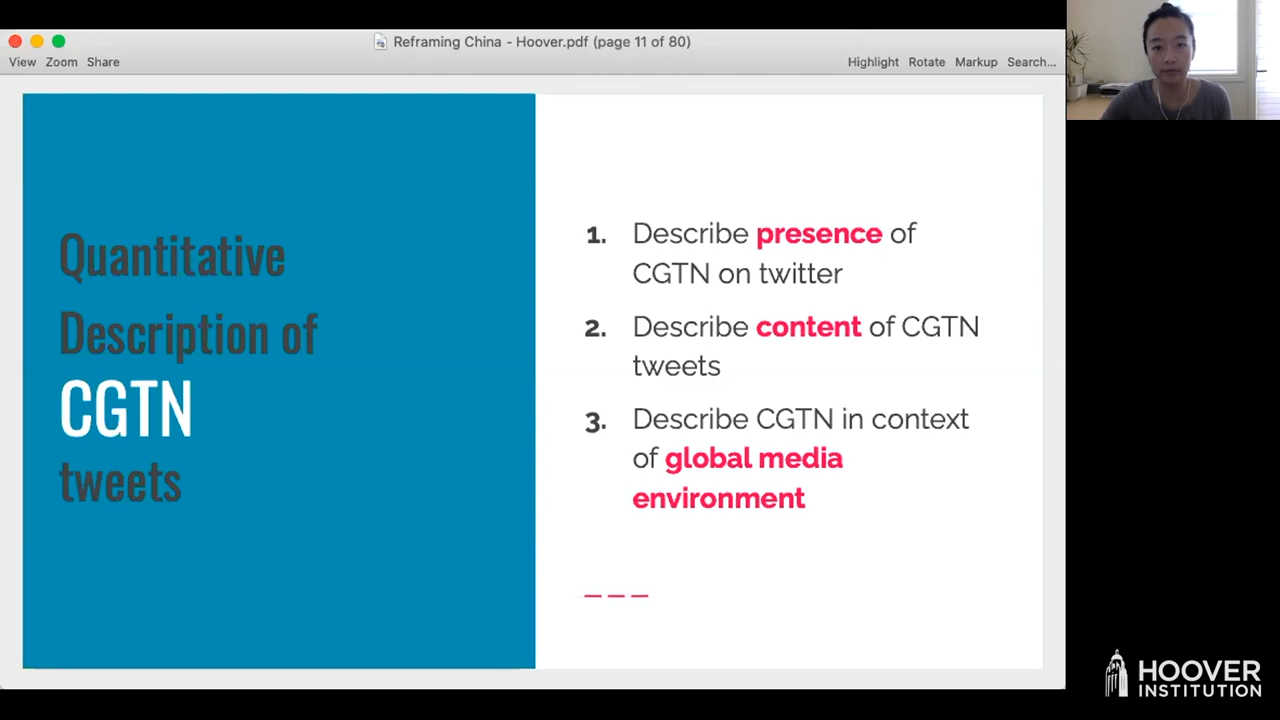 Reframing China - Hoover.pdf (page 11 of 80)
View Zoom Share
Highlight Rotate Markup Search...
Quantitative
Description of
CGTN
tweets
1. Describe presence of
CGTN on twitter
2. Describe content of CGTN
tweets
3. Describe CGTN in context
of global media
environment
HOOVER
INSTITUTION